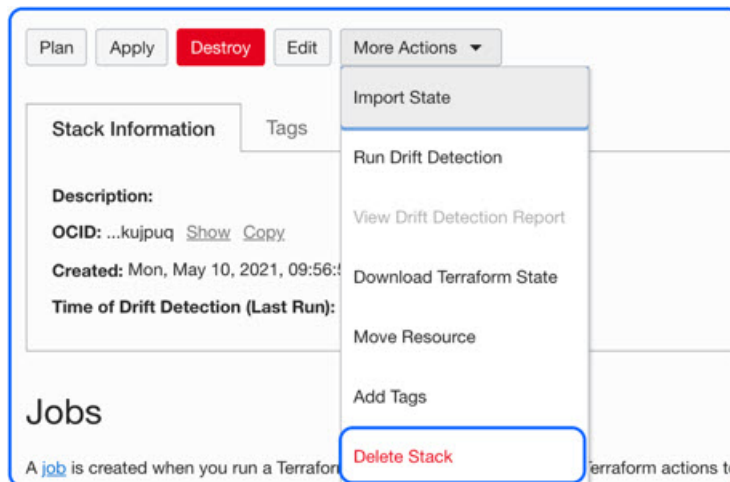 Plan Apply Destroy Edit More Actions
Import State
Stack Information Tags
Run Drift Detection
Description:
View Drift Detection Report
OCID: ...kujpuq Show Copy
Created: Mon, May 10, 2021, 09:56:
Download Terraform State
Time of Drift Detection (Last Run):
Move Resource
Add Tags
Jobs
Delete Stack
A job is created when you run a Terrafor erraform actions t